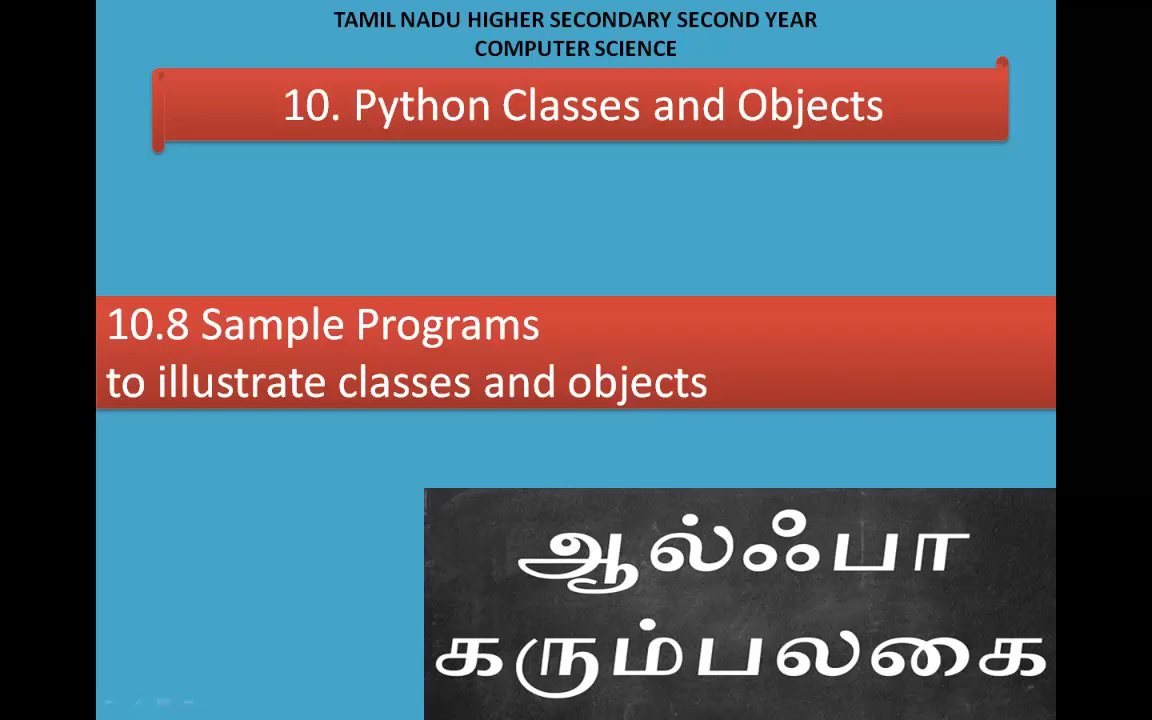 TAMIL NADU HIGHER SECONDARY SECOND YEAR
COMPUTER SCIENCE
10. Python Classes and Objects
10.8 Sample Programs
to illustrate classes and objects
ஆல்ஃபா
கரும்பலகை